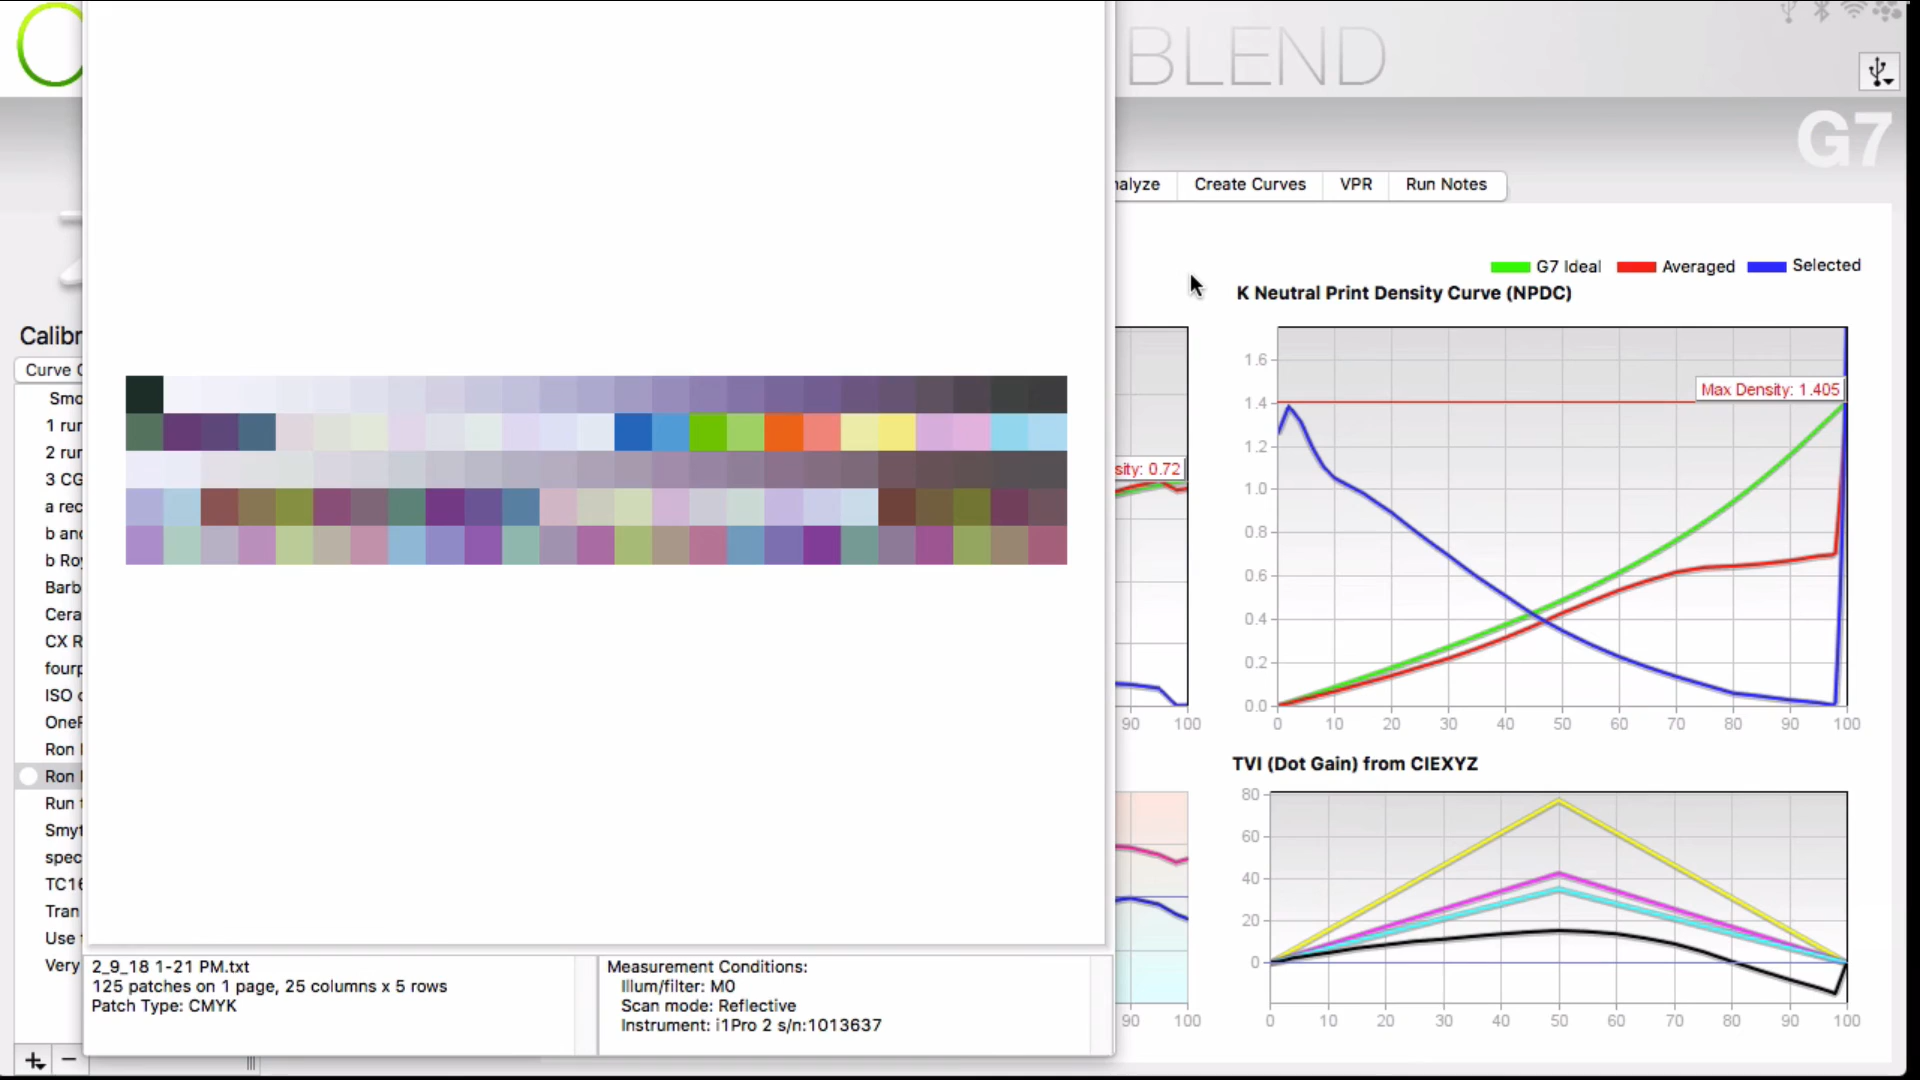 BLEND
G7
nalyze Create Curves VPR Run Notes
G7 Ideal Averaged Selected
K Neutral Print Density Curve (NPDC)
Calibr
Curve
Smo
1 run
2 run
3 CG
a rec
b and
b Roy
Barb
Cera
CX R
fourp
ISO
OneP
Ron
Ron
Run
Smyt
spec
TC16
Tran
Use
Very
sity: 0.72
90 100
90 100
1.6
1.4
1.2
1.0
0.8
0.6
0.4
0.2
0.0
Max Density: 1.405
0 10 20 30 40 50 60 70 80 90 100
TVI (Dot Gain) from CIEXYZ
80
60
40
20
0
0 10 20 30 40 50 60 70 80 90 100
2_9_18 1-21 PM.txt
125 patches on 1 page, 25 columns x 5 rows
Patch Type: CMYK
Measurement Conditions:
Illum/filter: M0
Scan mode: Reflective
Instrument: i1Pro 2 s/n:1013637